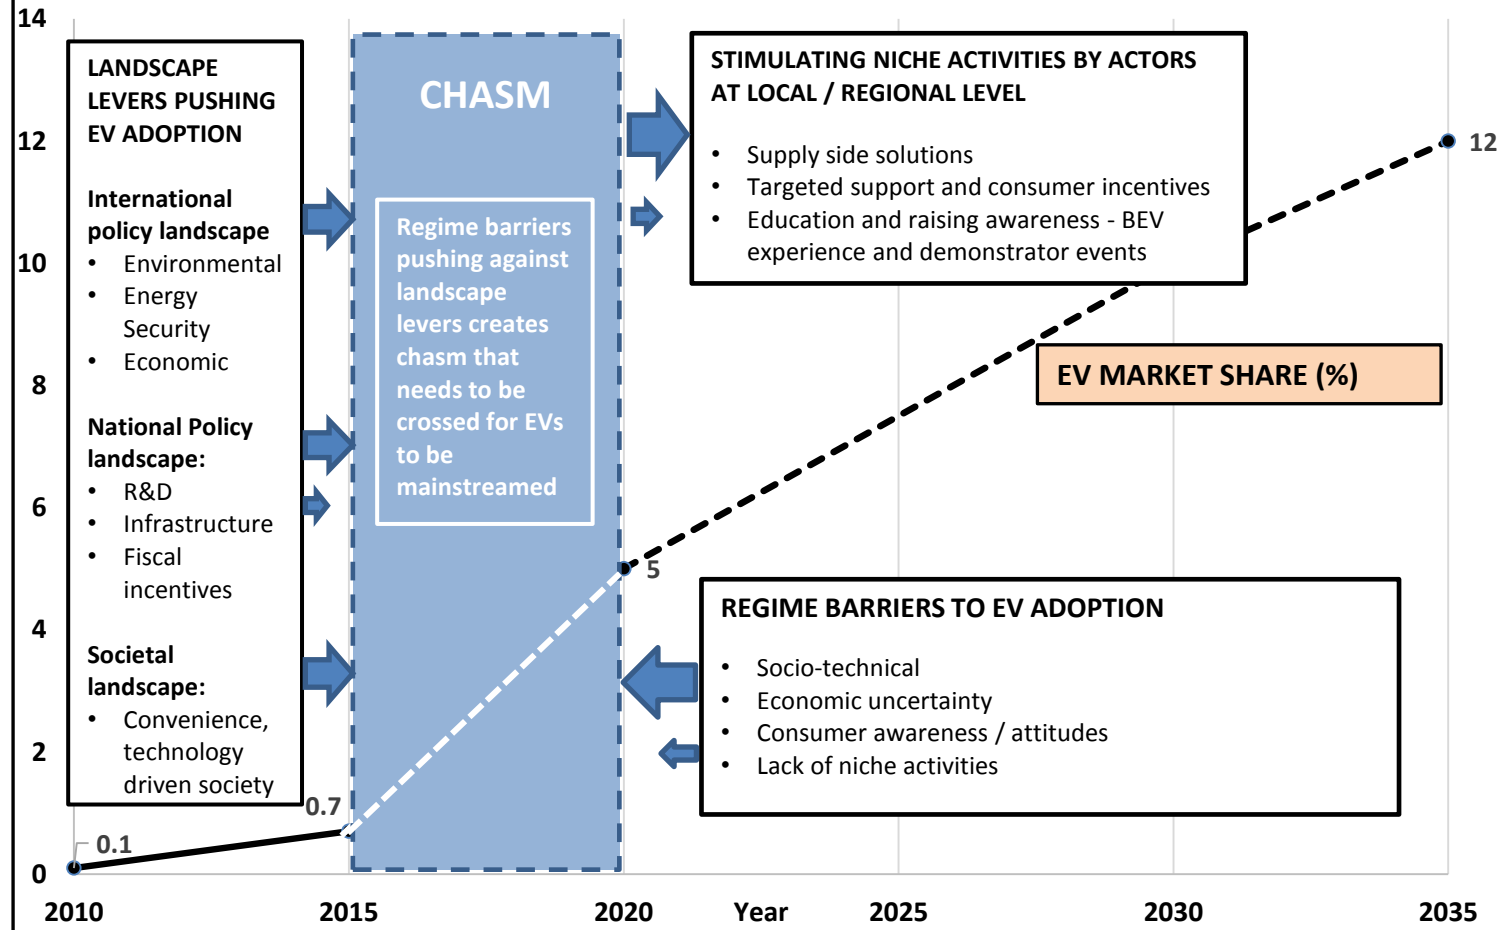 14
12
10
8
6
4
2
0
LANDSCAPE
LEVERS PUSHING
EV ADOPTION
International
policy landscape
• Environmental
• Energy
Security
• Economic
National Policy
landscape:
• R&D
• Infrastructure
• Fiscal
incentives
Societal
landscape:
• Convenience,
technology
driven society
CHASM
Regime barriers
pushing against
landscape
levers creates
chasm that
needs to be
crossed for EVs
to be
mainstreamed
STIMULATING NICHE ACTIVITIES BY ACTORS
AT LOCAL / REGIONAL LEVEL
• Supply side solutions
• Targeted support and consumer incentives
• Education and raising awareness - BEV
experience and demonstrator events
12
EV MARKET SHARE (%)
5
REGIME BARRIERS TO EV ADOPTION
• Socio-technical
• Economic uncertainty
• Consumer awareness / attitudes
• Lack of niche activities
0.7
0.1
2010 2015 2020 Year 2025 2030 2035